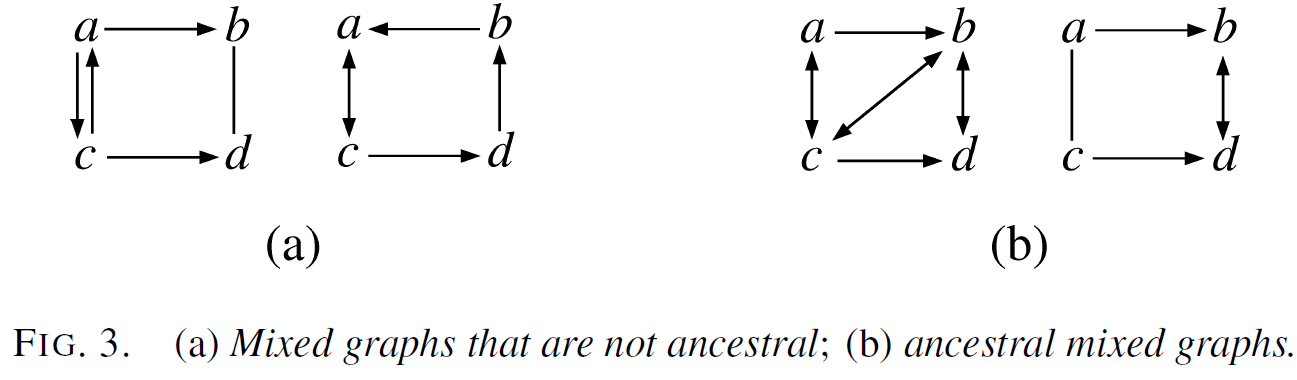 a b a b a b a b
c d c d c d c d
(a) (b)
FIG. 3. (a) Mixed graphs that are not ancestral; (b) ancestral mixed graphs.